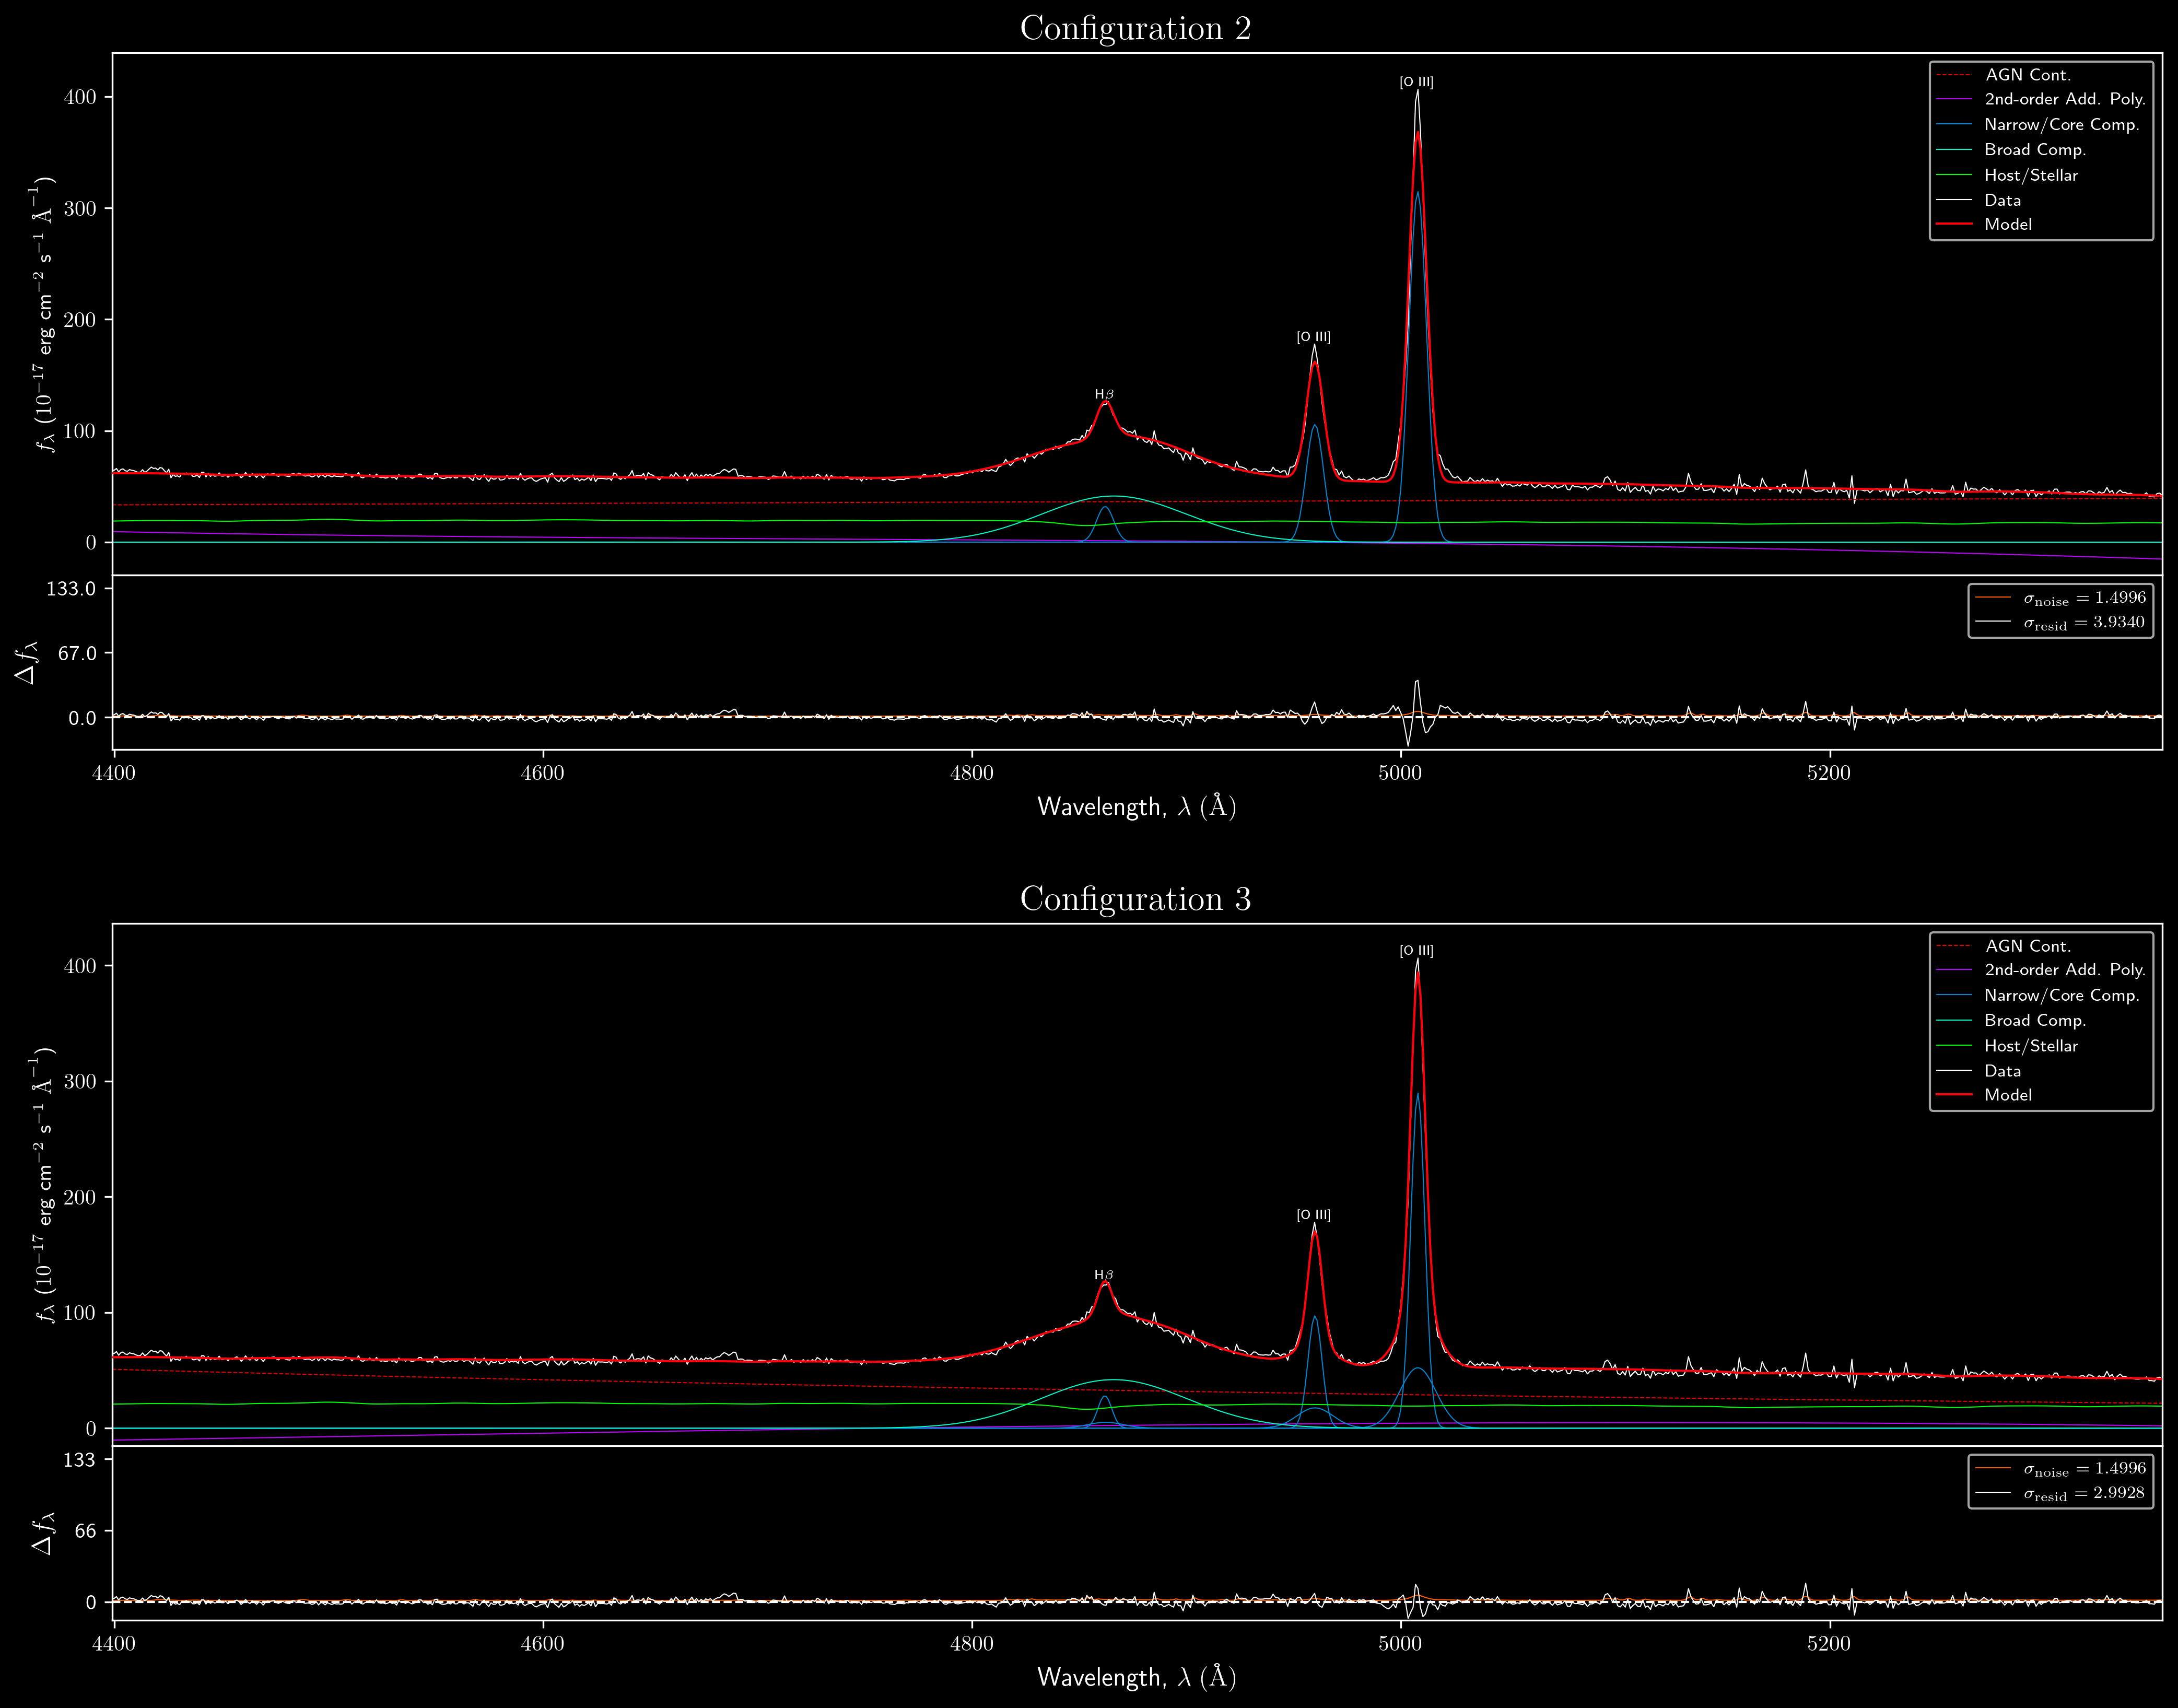 Configuration 2
fλ (10⁻¹⁷ erg cm⁻² s⁻¹ Å⁻¹)
400
300
200
100
0
Hβ
[O III]
[O III]
AGN Cont.
2nd-order Add. Poly.
Narrow/Core Comp.
Broad Comp.
Host/Stellar
Data
Model
Δfλ
133.0
67.0
0.0
σnoise = 1.4996
σresid = 3.9340
4400 4600 4800 5000 5200
Wavelength, λ (Å)
Configuration 3
fλ (10⁻¹⁷ erg cm⁻² s⁻¹ Å⁻¹)
400
300
200
100
0
Hβ
[O III]
[O III]
AGN Cont.
2nd-order Add. Poly.
Narrow/Core Comp.
Broad Comp.
Host/Stellar
Data
Model
Δfλ
133
66
0
σnoise = 1.4996
σresid = 2.9928
4400 4600 4800 5000 5200
Wavelength, λ (Å)